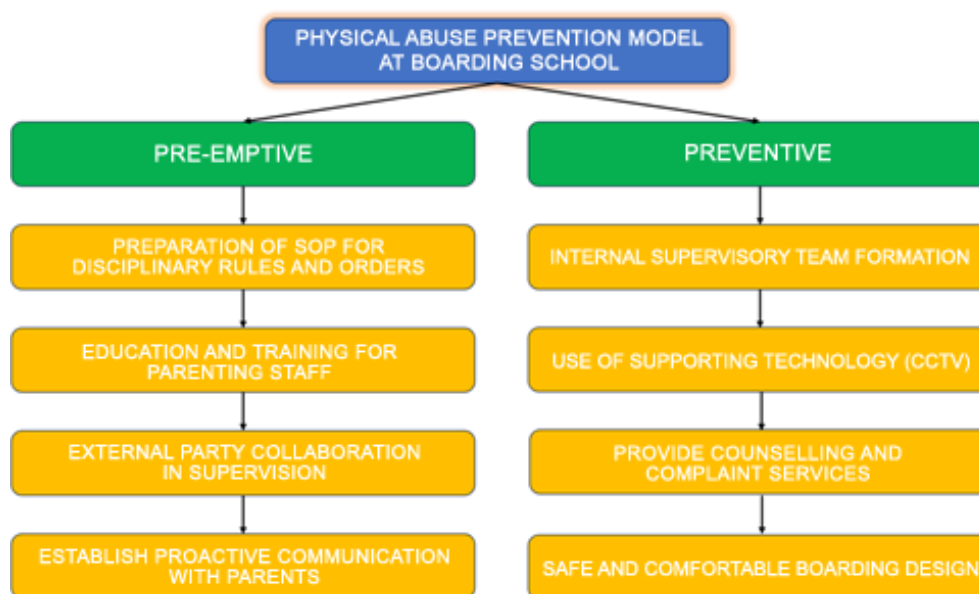 PHYSICAL ABUSE PREVENTION MODEL
AT BOARDING SCHOOL
PRE-EMPTIVE
PREPARATION OF SOP FOR
DISCIPLINARY RULES AND ORDERS
EDUCATION AND TRAINING FOR
PARENTING STAFF
EXTERNAL PARTY COLLABORATION
IN SUPERVISION
ESTABLISH PROACTIVE COMMUNICATION
WITH PARENTS
PREVENTIVE
INTERNAL SUPERVISORY TEAM FORMATION
USE OF SUPPORTING TECHNOLOGY (CCTV)
PROVIDE COUNSELLING AND
COMPLAINT SERVICES
SAFE AND COMFORTABLE BOARDING DESIGN